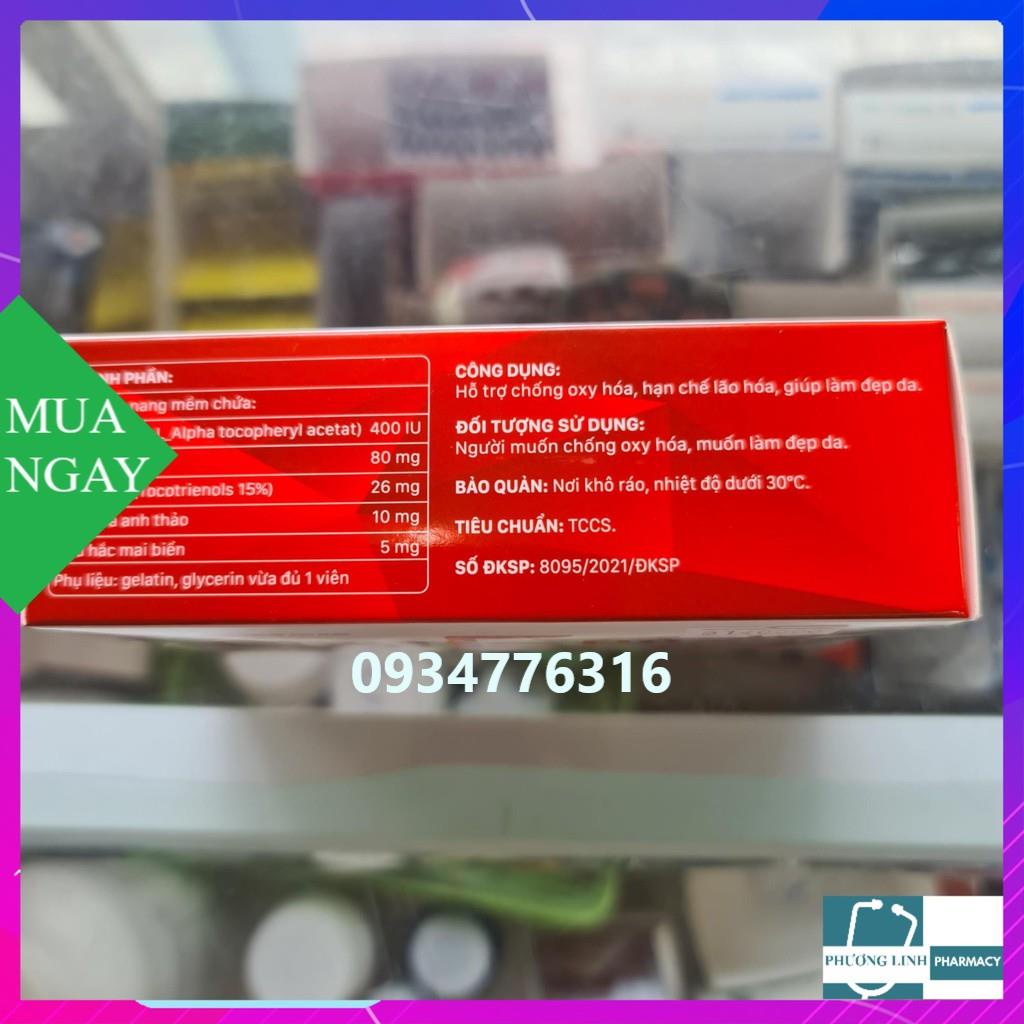 NH PHẦN:
nang mềm chứa:
Alpha tocopheryl acetat) 400 IU
80 mg
ocotrienols 15%) 26 mg
anh thảo 10 mg
hắc mai biển 5 mg
Phụ liệu: gelatin, glycerin vừa đủ 1 viên
CÔNG DỤNG:
Hỗ trợ chống oxy hóa, hạn chế lão hóa, giúp làm đẹp da.
ĐỐI TƯỢNG SỬ DỤNG:
Người muốn chống oxy hóa, muốn làm đẹp da.
BẢO QUẢN: Nơi khô ráo, nhiệt độ dưới 30°C.
TIÊU CHUẨN: TCCS.
SỐ ĐKSP: 8095/2021/ĐKSP
MUA
NGAY
0934776316
PHƯƠNG LINH PHARMACY